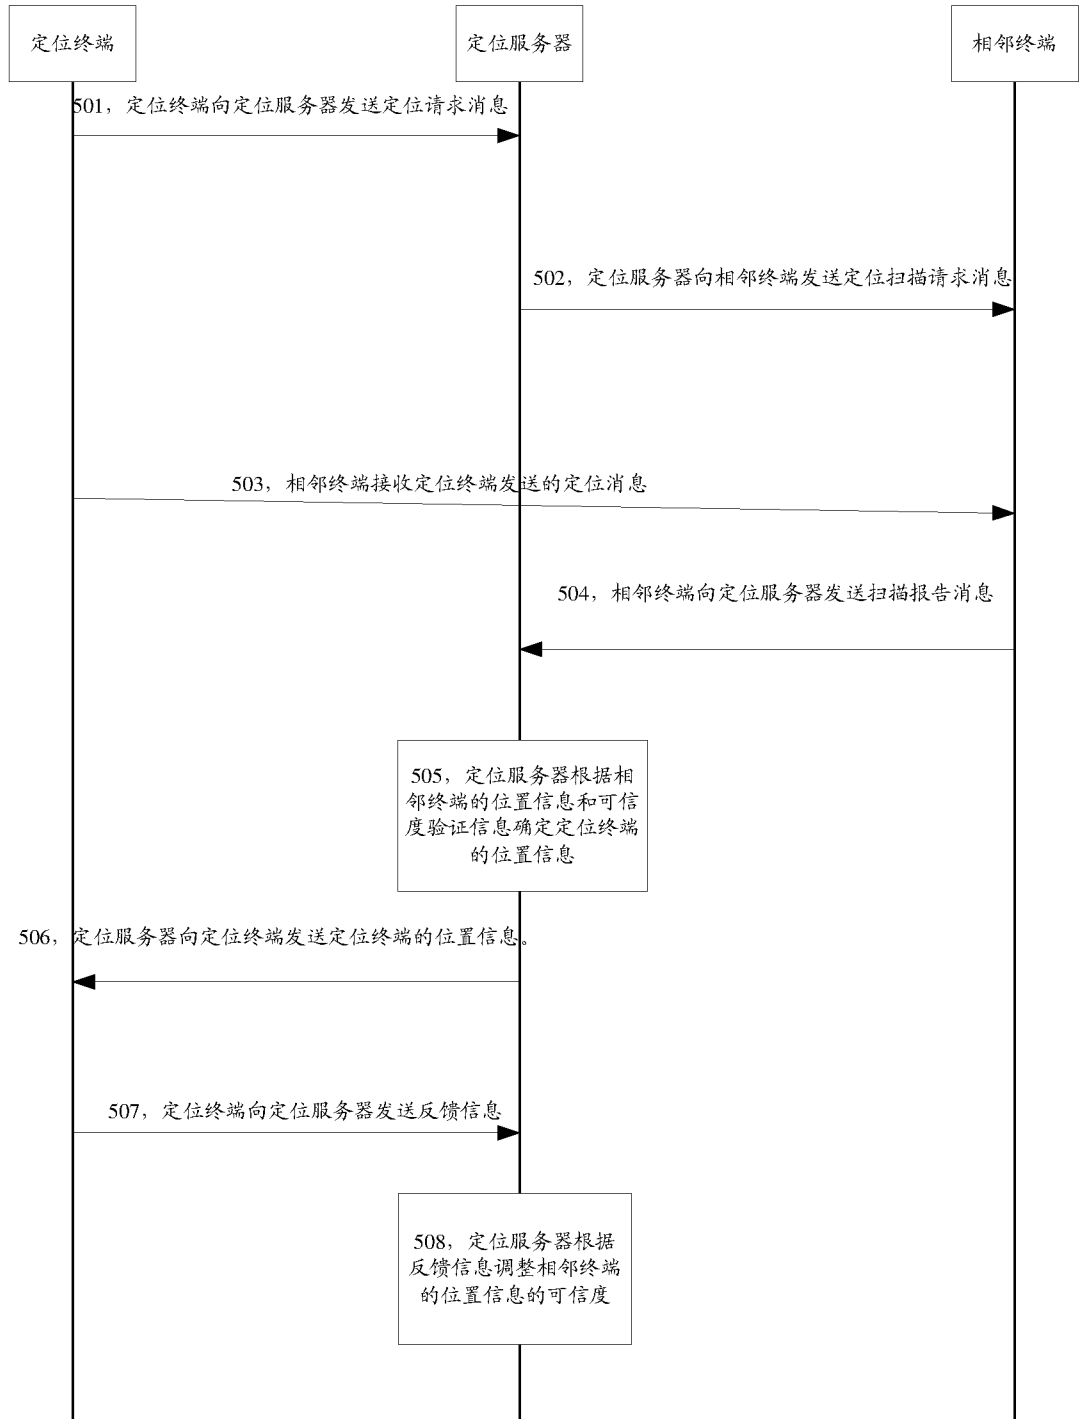 定位终端
定位服务器
相邻终端
501，定位终端向定位服务器发送定位请求消息
502，定位服务器向相邻终端发送定位扫描请求消息
503，相邻终端接收定位终端发送的定位消息
504，相邻终端向定位服务器发送扫描报告消息
505，定位服务器根据相
邻终端的位置信息和可信
度验证信息确定定位终端
的位置信息
506，定位服务器向定位终端发送定位终端的位置信息。
507，定位终端向定位服务器发送反馈信息
508，定位服务器根据
反馈信息调整相邻终端
的位置信息的可信度